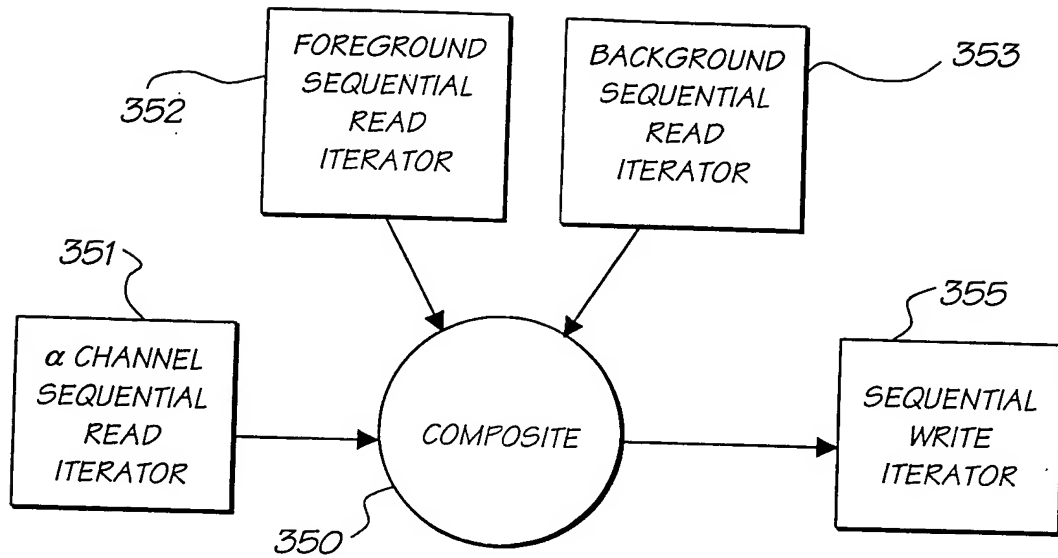 FOREGROUND
SEQUENTIAL
READ
ITERATOR
352
BACKGROUND
SEQUENTIAL
READ
ITERATOR
353
351
α CHANNEL
SEQUENTIAL
READ
ITERATOR
COMPOSITE
350
355
SEQUENTIAL
WRITE
ITERATOR